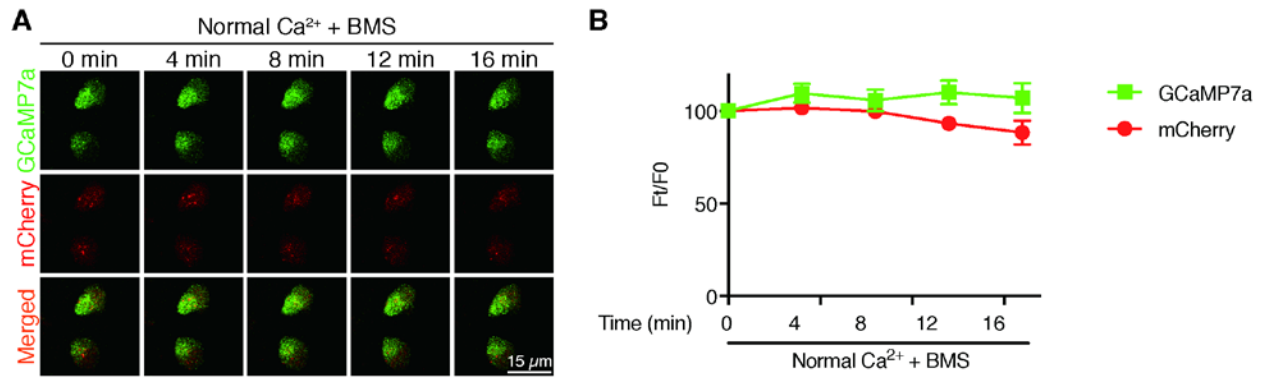 A
Normal Ca²⁺ + BMS
0 min 4 min 8 min 12 min 16 min
GCaMP7a
mCherry
Merged
15 µm
B
Ft/F0
100
50
0
Time (min) 0 4 8 12 16
Normal Ca²⁺ + BMS
GCaMP7a
mCherry